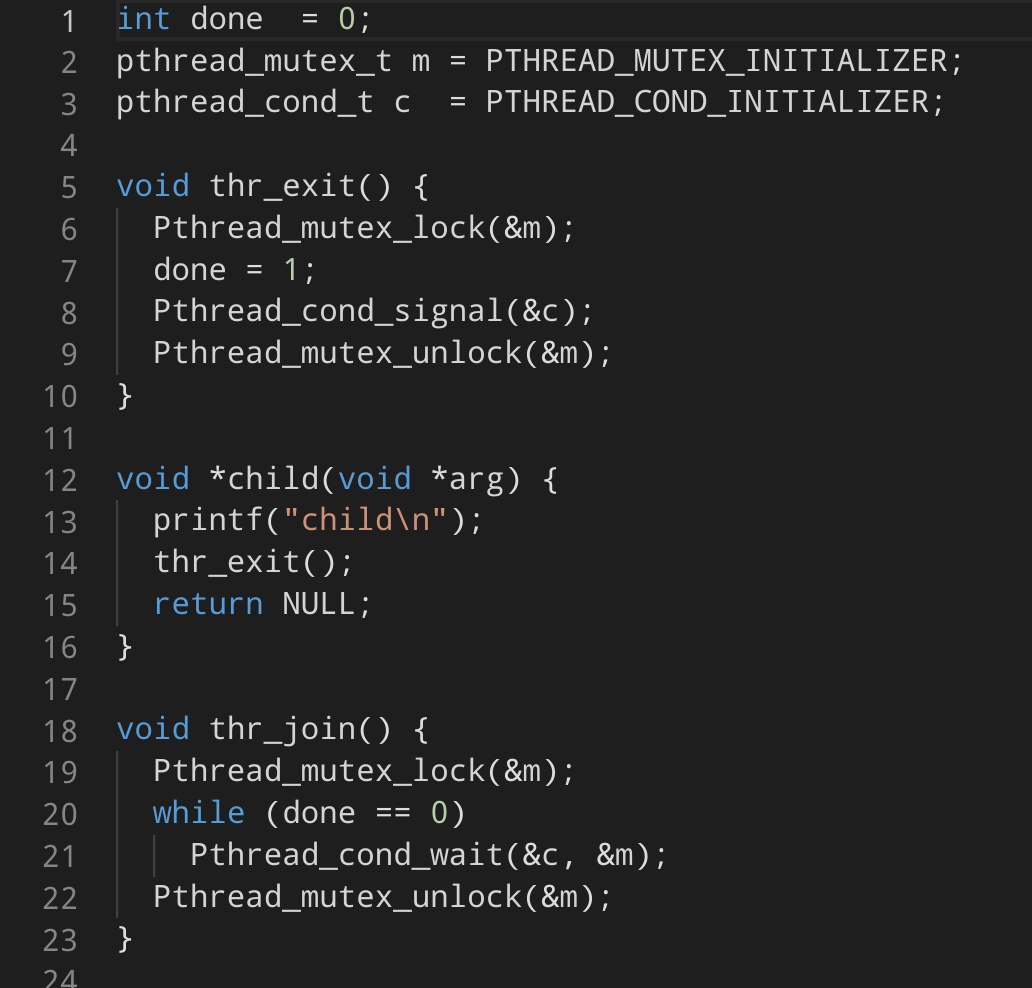 1 int done  = 0;
2 pthread_mutex_t m = PTHREAD_MUTEX_INITIALIZER;
3 pthread_cond_t c  = PTHREAD_COND_INITIALIZER;
4
5 void thr_exit() {
6   Pthread_mutex_lock(&m);
7   done = 1;
8   Pthread_cond_signal(&c);
9   Pthread_mutex_unlock(&m);
10 }
11
12 void *child(void *arg) {
13   printf("child\n");
14   thr_exit();
15   return NULL;
16 }
17
18 void thr_join() {
19   Pthread_mutex_lock(&m);
20   while (done == 0)
21     Pthread_cond_wait(&c, &m);
22   Pthread_mutex_unlock(&m);
23 }
24